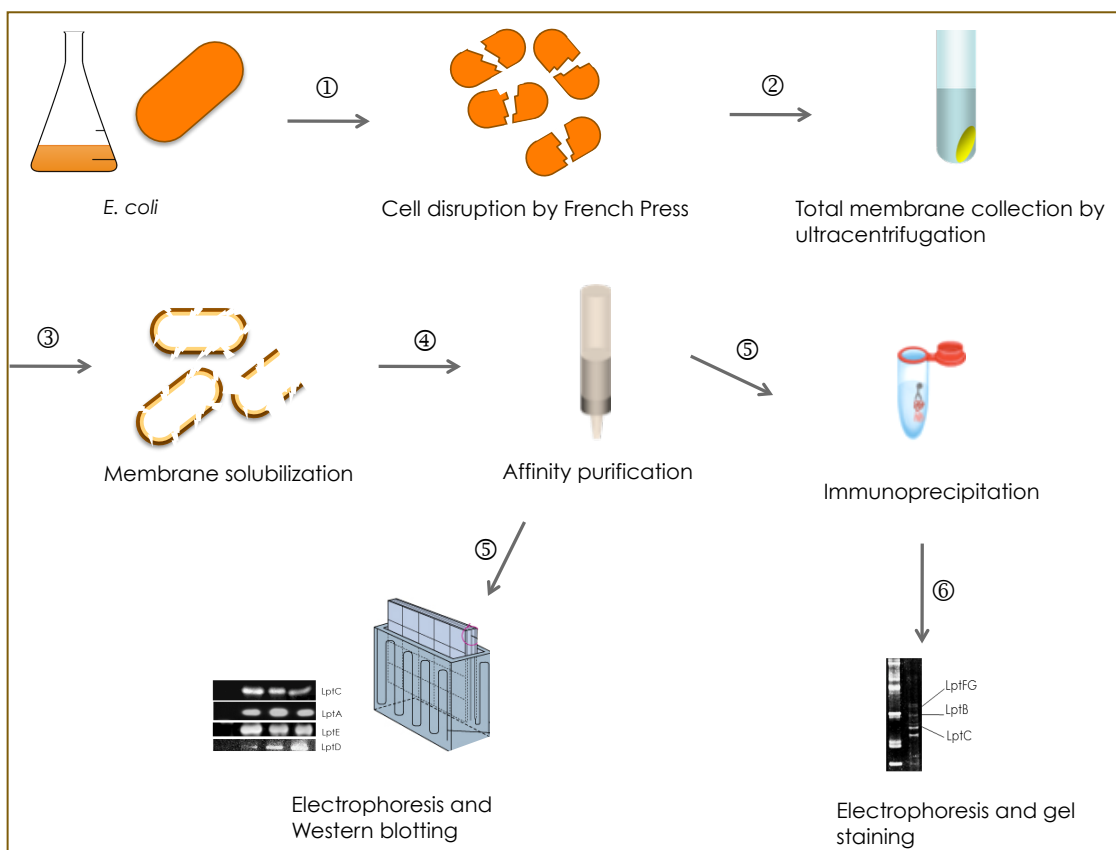 ①
②
E. coli
Cell disruption by French Press
Total membrane collection by
ultracentrifugation
③
④
⑤
Membrane solubilization
Affinity purification
Immunoprecipitation
⑤
⑥
LptC
LptA
LptE
LptD
LptFG
LptB
LptC
Electrophoresis and
Western blotting
Electrophoresis and gel
staining